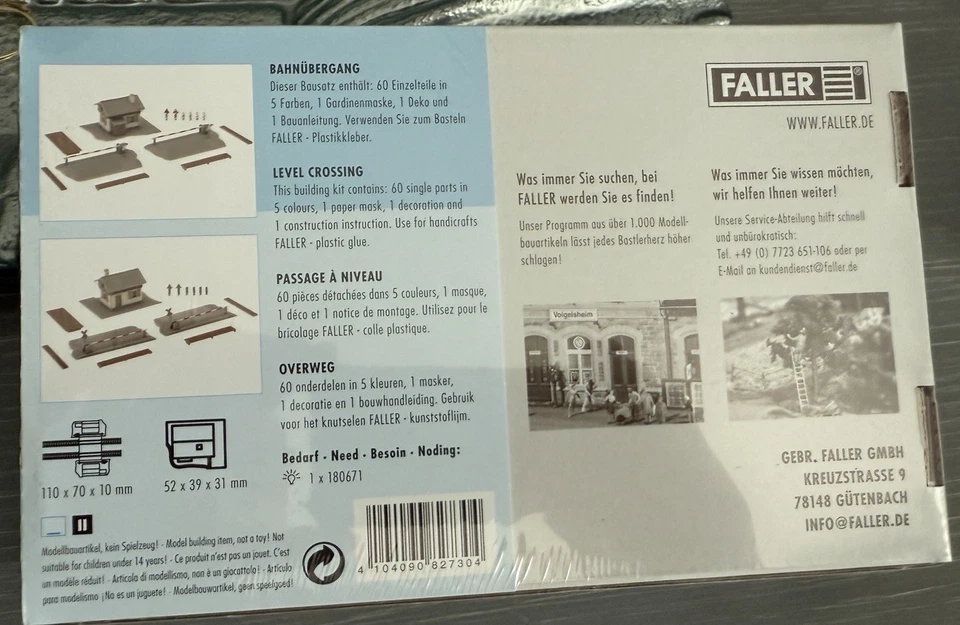 BAHNÜBERGANG
Dieser Bausatz enthält: 60 Einzelteile in
5 Farben, 1 Gardinenmaske, 1 Deko und
1 Bauanleitung. Verwenden Sie zum Basteln
FALLER - Plastikkleber.
LEVEL CROSSING
This building kit contains: 60 single parts in
5 colours, 1 paper mask, 1 decoration and
1 construction instruction. Use for handicrafts
FALLER - plastic glue.
PASSAGE À NIVEAU
60 pièces détachées dans 5 couleurs, 1 masque,
1 déco et 1 notice de montage. Utilisez pour le
bricolage FALLER - colle plastique.
OVERWEG
60 onderdelen in 5 kleuren, 1 masker,
1 decoratie en 1 bouwhandleiding. Gebruik
voor het knutselen FALLER - kunststoflijm.
Bedarf · Need · Besoin · Noding:
1 x 180671
110 x 70 x 10 mm
52 x 39 x 31 mm
II
Modellbauartikel, kein Spielzeug! · Model building item, not a toy! Not
suitable for children under 14 years! · Ce produit n'est pas un jouet. C'est
un modèle réduit! · Articolo di modellismo, non è un giocattolo! · Artículo
para modelismo ¡No es un juguete! · Modelbouwartikel, geen speelgoed!
4 104090 827304
FALLER®
WWW.FALLER.DE
Was immer Sie suchen, bei
FALLER werden Sie es finden!
Unser Programm aus über 1.000 Modell-
bauartikeln lässt jedes Bastlerherz höher
schlagen!
Was immer Sie wissen möchten,
wir helfen Ihnen weiter!
Unsere Service-Abteilung hilft schnell
und unbürokratisch:
Tel. +49 (0) 7723 651-106 oder per
E-Mail an kundendienst@faller.de
Voigelsheim
GEBR. FALLER GMBH
KREUZSTRASSE 9
78148 GÜTENBACH
INFO@FALLER.DE